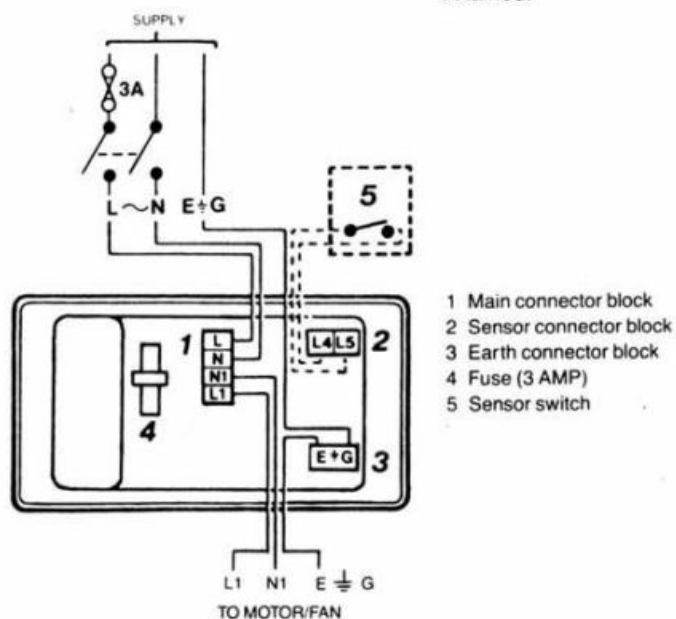 SUPPLY
3A
L ~ N E ⏚ G
5
1 Main connector block
2 Sensor connector block
3 Earth connector block
4 Fuse (3 AMP)
5 Sensor switch
1
L
N
N1
L1
L4 L5
2
4
E ⏚ G
3
L1 N1 E ⏚ G
TO MOTOR/FAN